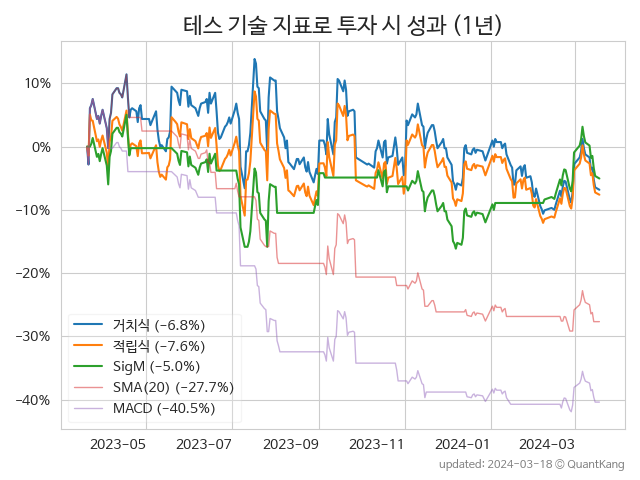 테스 기술 지표로 투자 시 성과 (1년)
10%
0%
−10%
−20%
−30%
−40%
거치식 (−6.8%)
적립식 (−7.6%)
SigM (−5.0%)
SMA(20) (−27.7%)
MACD (−40.5%)
2023−05 2023−07 2023−09 2023−11 2024−01 2024−03
updated: 2024−03−18 © QuantKang